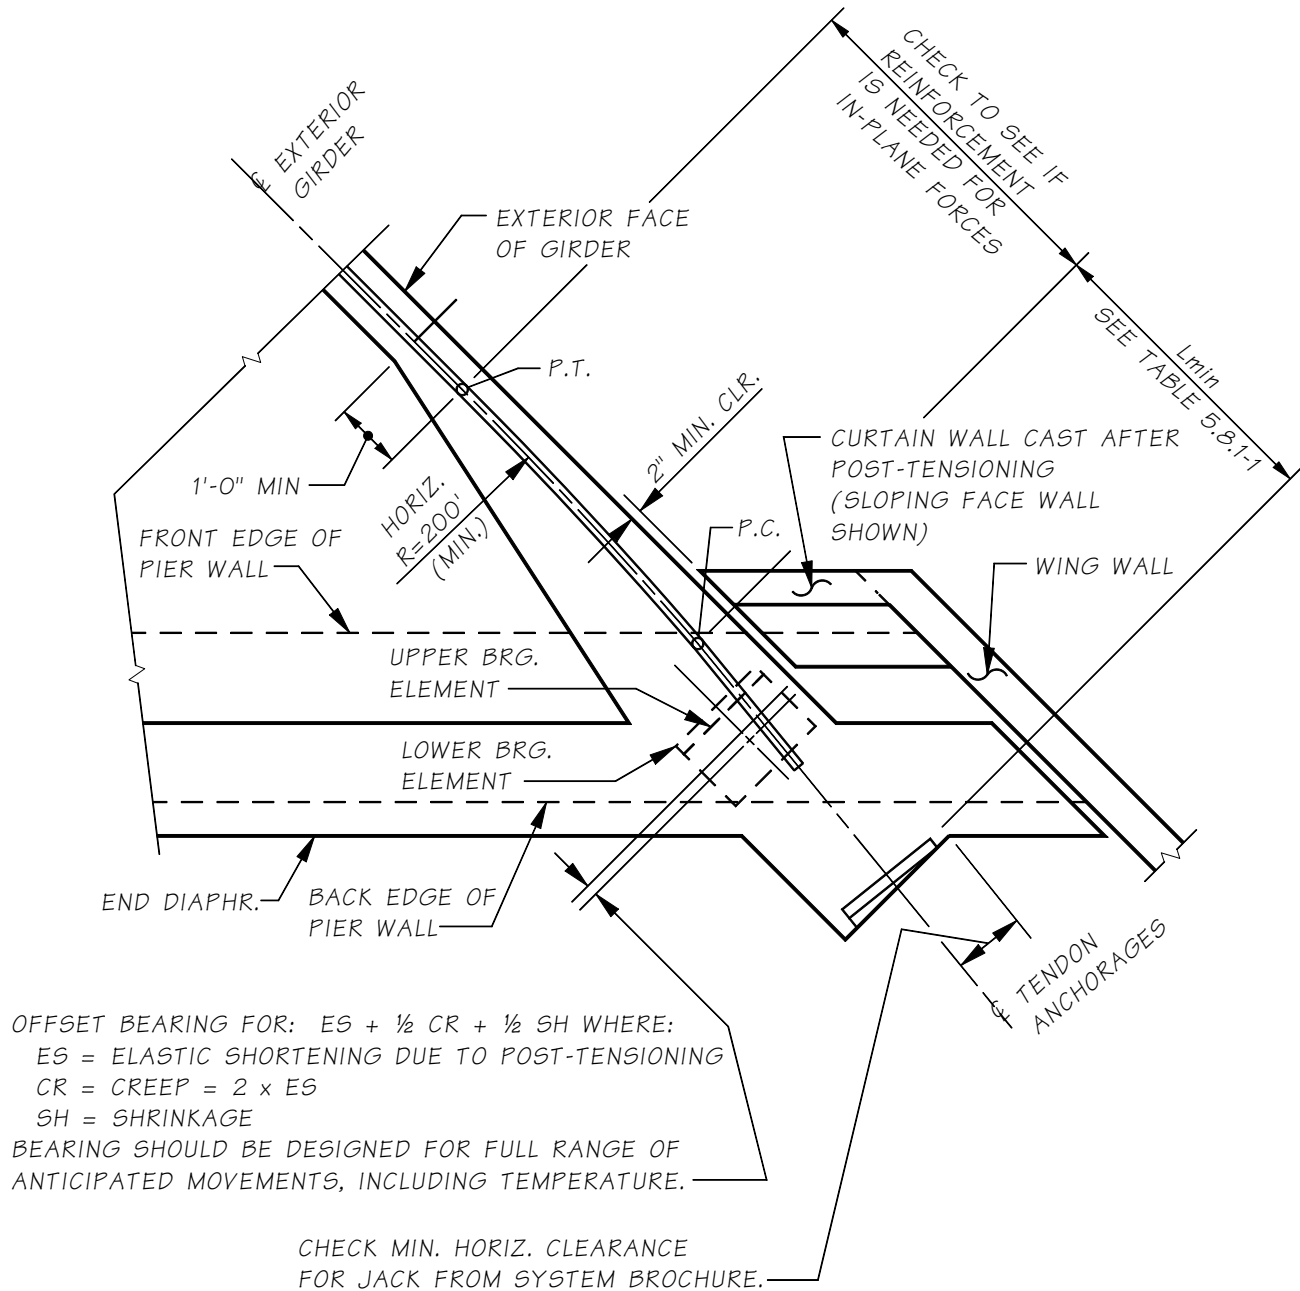 CHECK TO SEE IF
REINFORCEMENT
IS NEEDED FOR
IN-PLANE FORCES
℄ EXTERIOR
GIRDER
EXTERIOR FACE
OF GIRDER
Lmin
SEE TABLE 5.8.1-1
P.T.
2" MIN. CLR.
CURTAIN WALL CAST AFTER
POST-TENSIONING
(SLOPING FACE WALL
SHOWN)
1'-0" MIN
HORIZ.
R=200'
(MIN.)
P.C.
FRONT EDGE OF
PIER WALL
WING WALL
UPPER BRG.
ELEMENT
LOWER BRG.
ELEMENT
END DIAPHR.
BACK EDGE OF
PIER WALL
℄ TENDON
ANCHORAGES
OFFSET BEARING FOR: ES + ½ CR + ½ SH WHERE:
ES = ELASTIC SHORTENING DUE TO POST-TENSIONING
CR = CREEP = 2 x ES
SH = SHRINKAGE
BEARING SHOULD BE DESIGNED FOR FULL RANGE OF
ANTICIPATED MOVEMENTS, INCLUDING TEMPERATURE.
CHECK MIN. HORIZ. CLEARANCE
FOR JACK FROM SYSTEM BROCHURE.